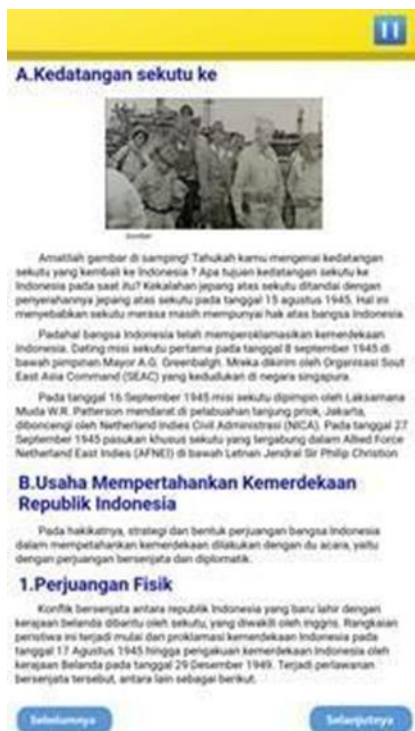 A.Kedatangan sekutu ke
Sumber
Amatilah gambar di samping! Tahukah kamu mengenai kedatangan
sekutu yang kembali ke Indonesia ? Apa tujuan kedatangan sekutu ke
Indonesia pada saat itu? Kekalahan jepang atas sekutu ditandai dengan
penyerahannya jepang atas sekutu pada tanggal 15 agustus 1945. Hal ini
menyebabkan sekutu merasa masih mempunyai hak atas bangsa Indonesia.
Padahal bangsa Indonesia telah memperoklamasikan kemerdekaan
Indonesia. Dating misi sekutu pertama pada tanggal 8 september 1945 di
bawah pimpinan Mayor A.G. Greenbalgh. Mreka dikirim oleh Organisasi Sout
East Asia Command (SEAC) yang kedudukan di negara singapura.
Pada tanggal 16 September 1945 misi sekutu dipimpin oleh Laksamana
Muda W.R. Patterson mendarat di pelabuahan tanjung priok, Jakarta,
diboncengi oleh Netherland Indies Civil Administrasi (NICA). Pada tanggal 27
September 1945 pasukan khusus sekutu yang tergabung dalam Allied Force
Netherland East Indies (AFNEI) di bawah Letnan Jendral Sir Philip Christion
B.Usaha Mempertahankan Kemerdekaan
Republik Indonesia
Pada hakikatnya, strategi dan bentuk perjuangan bangsa Indonesia
dalam mempetahankan kemerdekaan dilakukan dengan du acara, yaitu
dengan perjuangan bersenjata dan diplomatik.
1.Perjuangan Fisik
Konflik bersenjata antara republik Indonesia yang baru lahir dengan
kerajaan belanda dibantu oleh sekutu, yang diwakili oleh inggris. Rangkaian
peristiwa ini terjadi mulai dari proklamasi kemerdekaan Indonesia pada
tanggal 17 Agustus 1945 hingga pengakuan kemerdekaan Indonesia oleh
kerajaan Belanda pada tanggal 29 Desember 1949. Terjadi perlawanan
bersenjata tersebut, antara lain sebagai berikut.
Sebelumnya
Selanjutnya